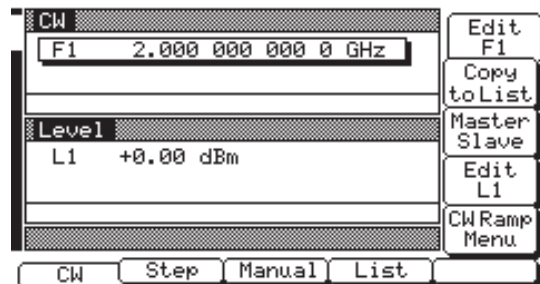 CW
F1 2.000 000 000 0 GHz
Level
L1 +0.00 dBm
Edit
F1
Copy
to List
Master
Slave
Edit
L1
CW Ramp
Menu
CW Step Manual List